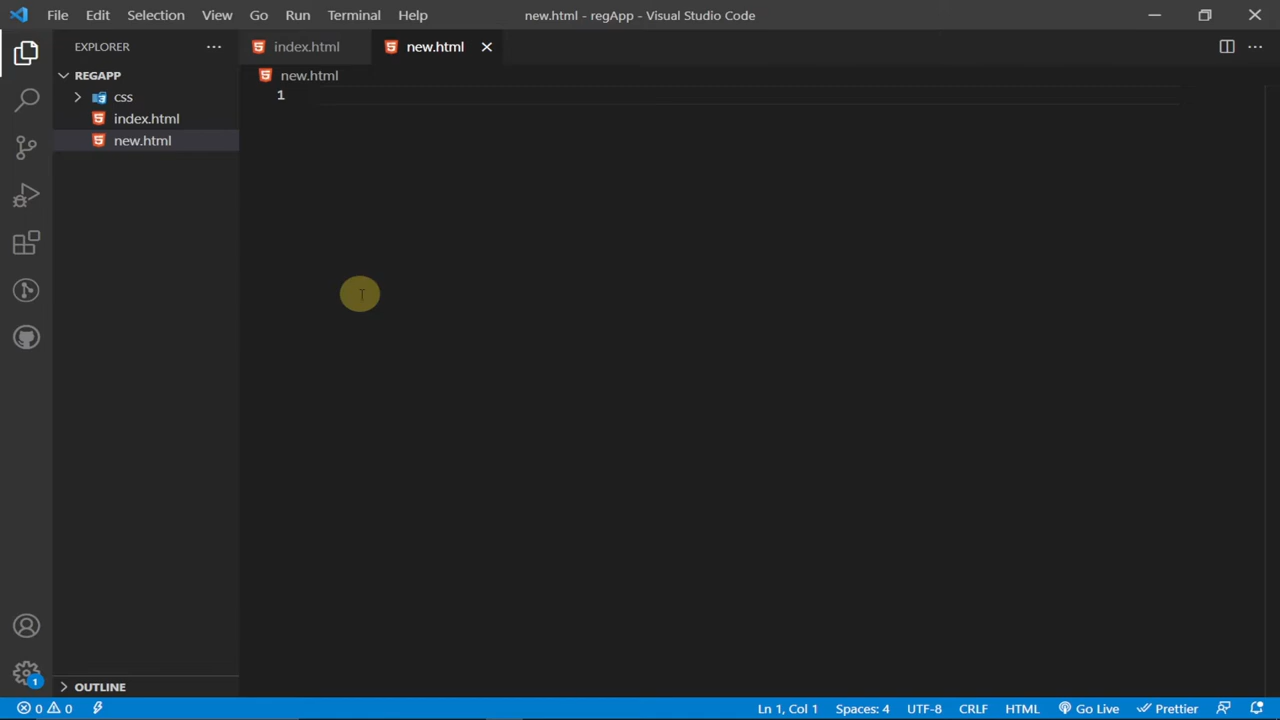 File Edit Selection View Go Run Terminal Help
new.html - regApp - Visual Studio Code
EXPLORER
index.html
new.html
REGAPP
new.html
css
1
index.html
new.html
1
OUTLINE
0 0
Ln 1, Col 1
Spaces: 4
UTF-8
CRLF
HTML
Go Live
Prettier